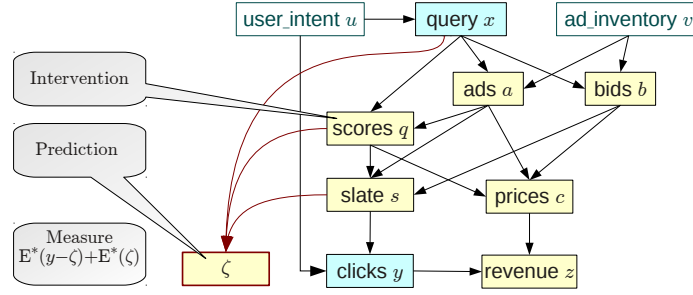 user_intent u
query x
ad_inventory v
Intervention
ads a
bids b
scores q
Prediction
slate s
prices c
Measure
E*(y−ζ)+E*(ζ)
ζ
clicks y
revenue z